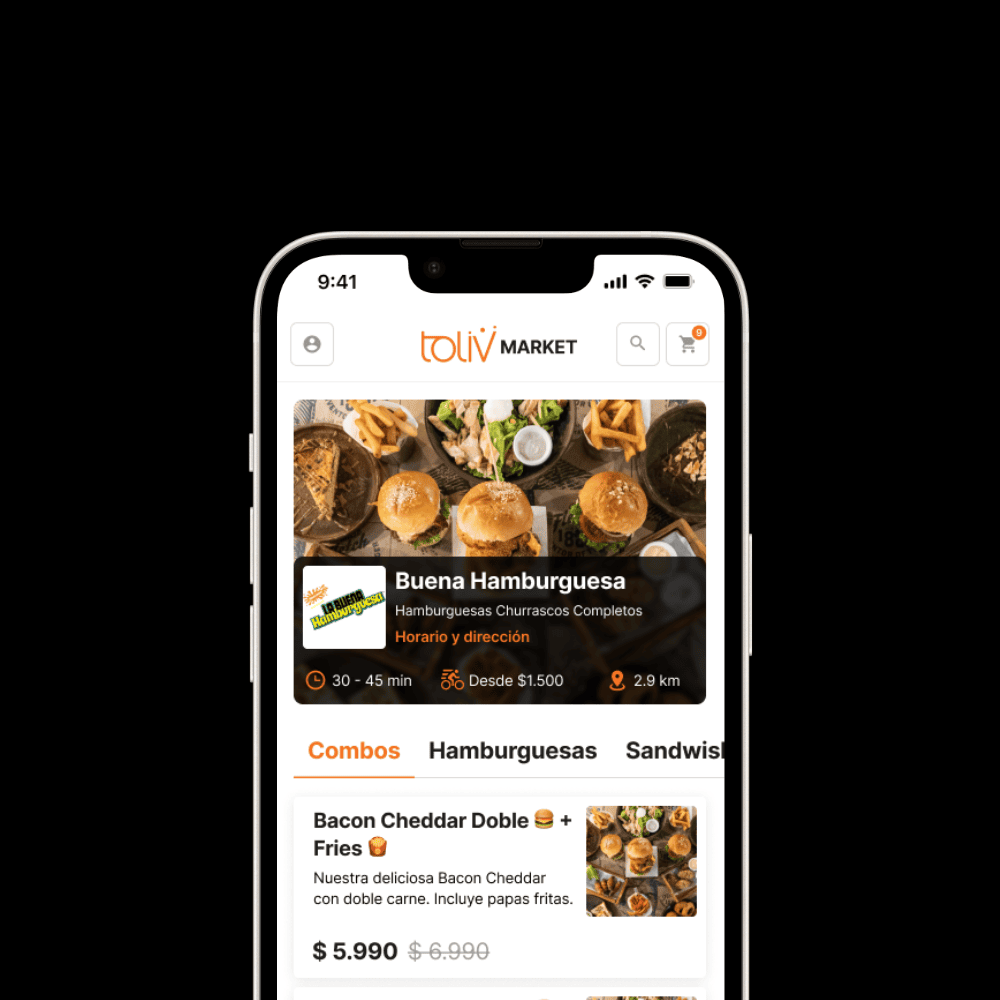 9:41
toliv MARKET
9
Buena Hamburguesa
LA BUENA
Hamburguesa
Hamburguesas Churrascos Completos
Horario y dirección
30 - 45 min Desde $1.500 2.9 km
Combos Hamburguesas Sandwish
Bacon Cheddar Doble 🍔 +
Fries 🍟
Nuestra deliciosa Bacon Cheddar
con doble carne. Incluye papas fritas.
$ 5.990 $ 6.990